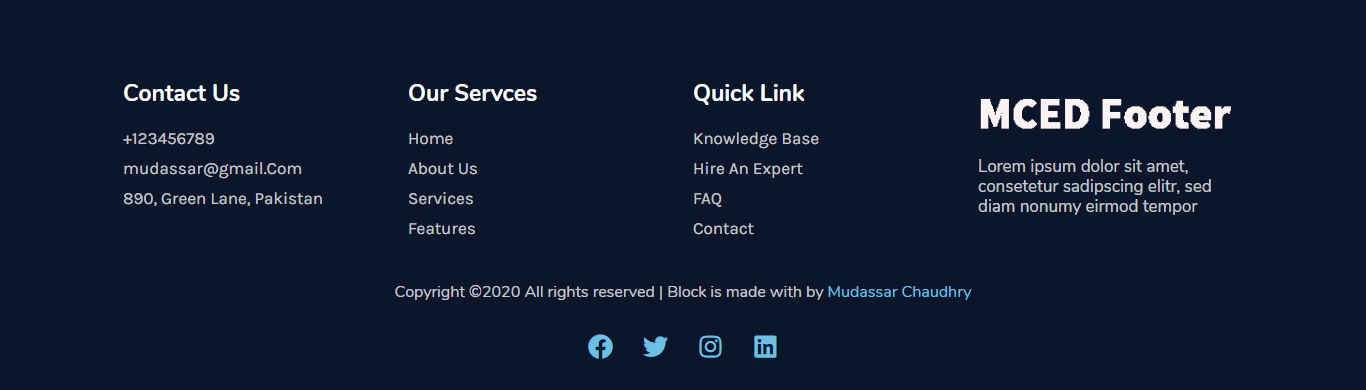 Contact Us
+123456789
mudassar@gmail.Com
890, Green Lane, Pakistan
Our Servces
Home
About Us
Services
Features
Quick Link
Knowledge Base
Hire An Expert
FAQ
Contact
MCED Footer
Lorem ipsum dolor sit amet,
consetetur sadipscing elitr, sed
diam nonumy eirmod tempor
Copyright ©2020 All rights reserved | Block is made with by Mudassar Chaudhry